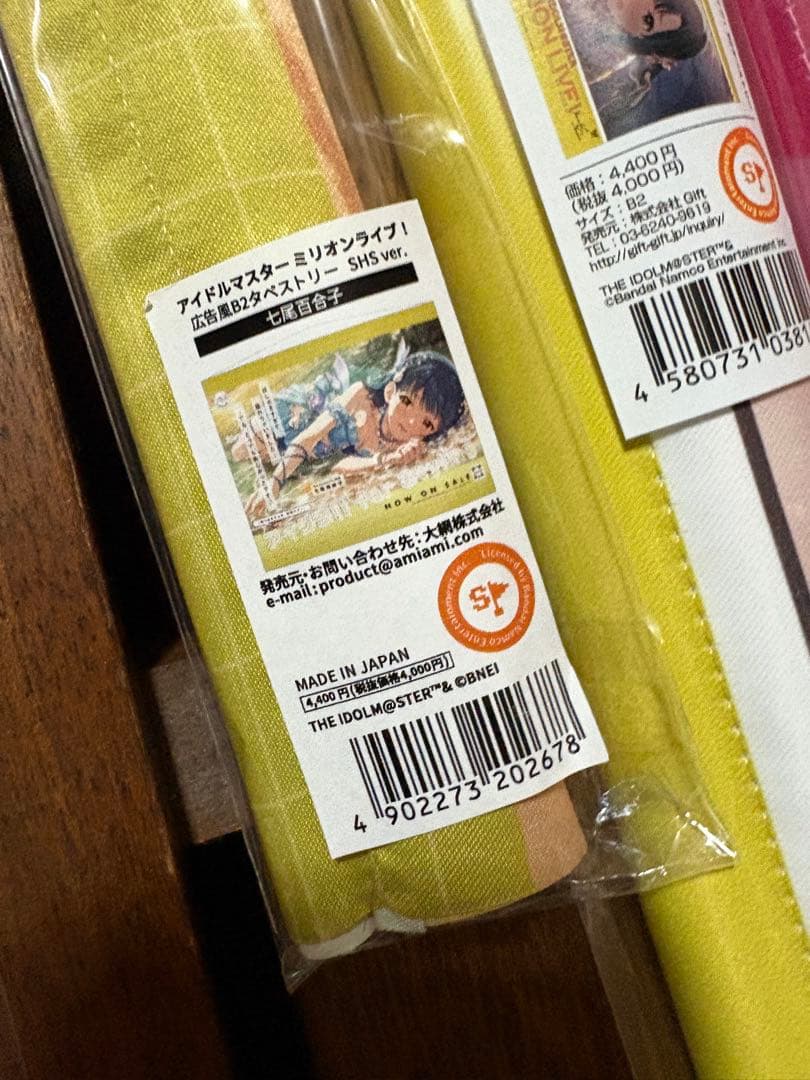 アイドルマスター ミリオンライブ！
広告風B2タペストリー SHS ver.
七尾百合子
NOW ON SALE
発売元・お問い合わせ先：大網株式会社
e-mail:product@amiami.com
Licensed by Bandai Namco Entertainment Inc.
MADE IN JAPAN
4,400円(税抜価格4,000円)
THE IDOLM@STER™& ©BNEI
4 902273 202678
ION LIVE!
価格：4,400円
(税抜 4,000円)
サイズ：B2
発売元：株式会社 Gift
TEL：03-6240-9619
http://gift-gift.jp/inquiry/
THE IDOLM@STER™&
©Bandai Namco Entertainment Inc.
4 580731 0381